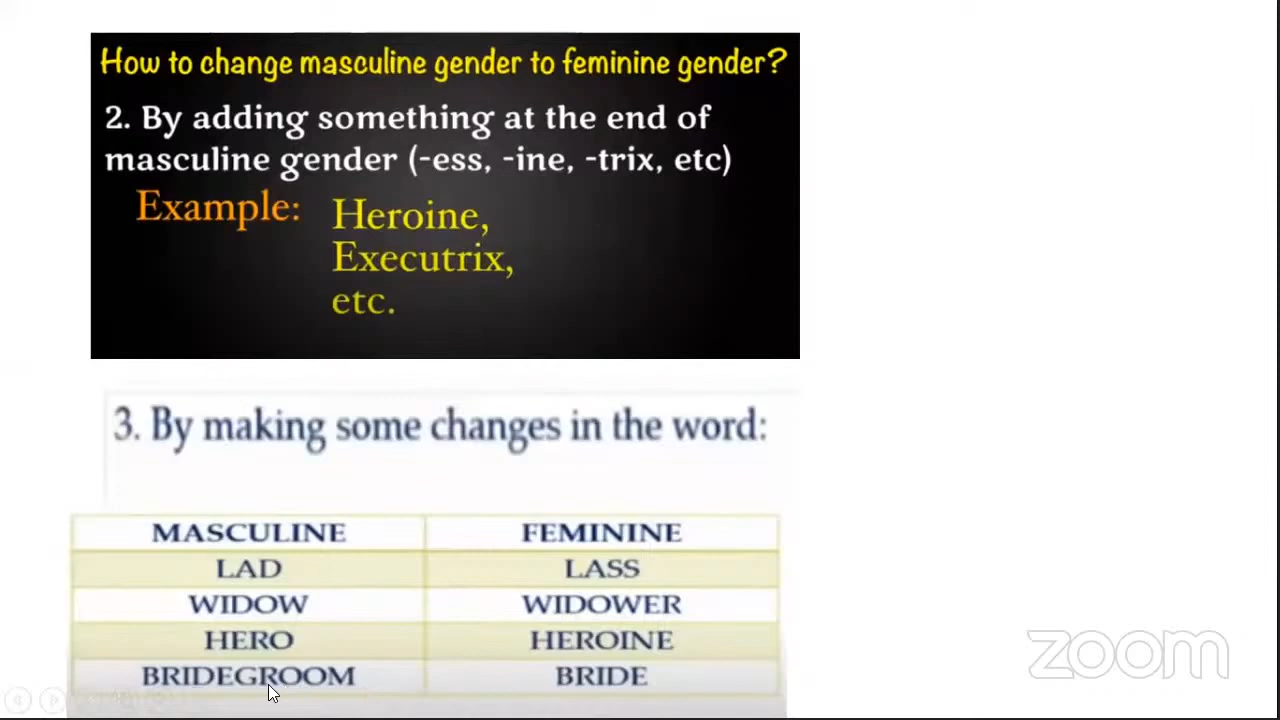 How to change masculine gender to feminine gender?
2. By adding something at the end of
masculine gender (-ess, -ine, -trix, etc)
Example: Heroine,
Executrix,
etc.
3. By making some changes in the word:
MASCULINE FEMININE
LAD LASS
WIDOW WIDOWER
HERO HEROINE
BRIDEGROOM BRIDE
zoom